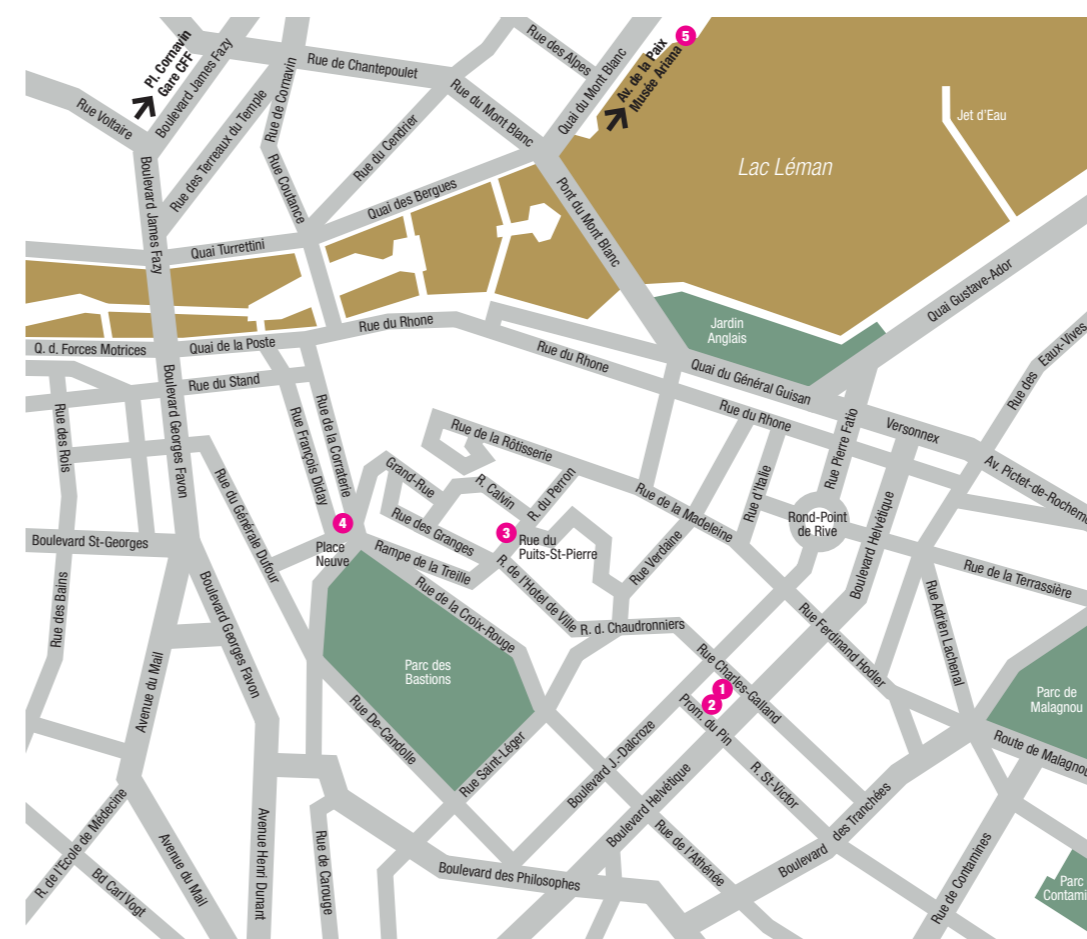 Pl. Cornavin
Gare CFF
Boulevard James Fazy
Rue de Chantepoulet
Rue des Alpes
Quai du Mont Blanc
Av. de la Paix
Musée Ariana
5
Rue Voltaire
Rue des Terreaux du Temple
Rue de Cornavin
Rue du Cendrier
Rue du Mont Blanc
Jet d'Eau
Lac Léman
Boulevard James Fazy
Rue Coutance
Quai des Bergues
Pont du Mont Blanc
Quai Turrettini
Quai Gustave-Ador
Jardin
Anglais
Q. d. Forces Motrices
Quai de la Poste
Rue du Rhone
Rue du Rhone
Quai du Général Guisan
Rue des Eaux-Vives
Rue du Stand
Rue du Rhone
Versonnex
Rue Pierre Fatio
Av. Pictet-de-Rocheme
Rue des Rois
Boulevard Georges Favon
Rue François Diday
Rue de la Corraterie
Rue de la Rôtisserie
Grand-Rue
R. Calvin
R. du Perron
Rue de la Madeleine
Rue d'Italie
Rue du Générale Dufour
Rue des Granges
4
3
Rue du
Puits-St-Pierre
Rond-Point
de Rive
Boulevard Helvétique
Boulevard St-Georges
Place
Neuve
Rampe de la Treille
R. de l'Hotel de Ville
Rue Verdaine
Rue de la Terrassière
Rue des Bains
Boulevard Georges Favon
Rue de la Croix-Rouge
R. d. Chaudronniers
Rue Ferdinand Hodler
Rue Adrien Lachenal
Avenue du Mail
Parc des
Bastions
Rue Charles-Galland
1
2
Prom. du Pin
Parc de
Malagnou
Rue De-Candolle
Rue Saint-Léger
Boulevard J.-Dalcroze
Boulevard Helvétique
R. St-Victor
Route de Malagnou
R. de l'Ecole de Médecine
Avenue du Mail
Bd Carl Vogt
Avenue Henri Dunant
Rue de Carouge
Boulevard des Philosophes
Rue de l'Athénée
Boulevard des Tranchées
Rue de Contamines
Parc
Contami